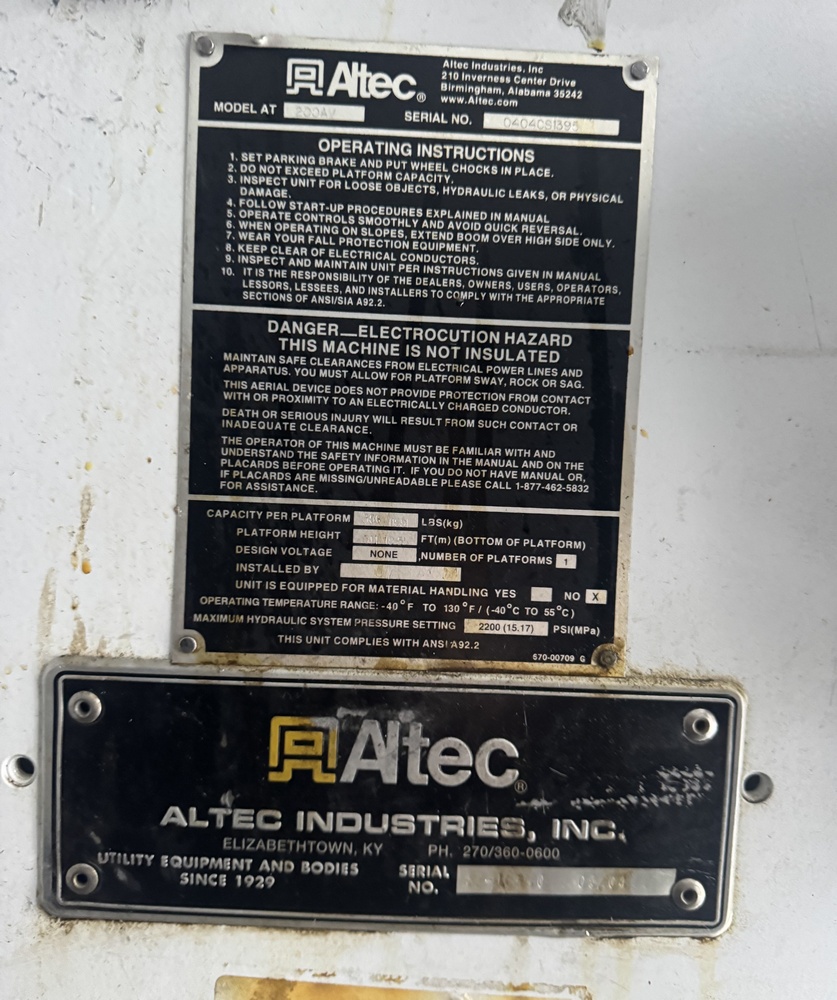 Altec®
Altec Industries, Inc
210 Inverness Center Drive
Birmingham, Alabama 35242
www.Altec.com
MODEL AT 200AV
SERIAL NO.
OPERATING INSTRUCTIONS
1. SET PARKING BRAKE AND PUT WHEEL CHOCKS IN PLACE.
2. DO NOT EXCEED PLATFORM CAPACITY.
3. INSPECT UNIT FOR LOOSE OBJECTS, HYDRAULIC LEAKS, OR PHYSICAL
DAMAGE.
4. FOLLOW START-UP PROCEDURES EXPLAINED IN MANUAL
5. OPERATE CONTROLS SMOOTHLY AND AVOID QUICK REVERSAL.
6. WHEN OPERATING ON SLOPES, EXTEND BOOM OVER HIGH SIDE ONLY.
7. WEAR YOUR FALL PROTECTION EQUIPMENT.
8. KEEP CLEAR OF ELECTRICAL CONDUCTORS.
9. INSPECT AND MAINTAIN UNIT PER INSTRUCTIONS GIVEN IN MANUAL
10. IT IS THE RESPONSIBILITY OF THE DEALERS, OWNERS, USERS, OPERATORS,
LESSORS, LESSEES, AND INSTALLERS TO COMPLY WITH THE APPROPRIATE
SECTIONS OF ANSI/SIA A92.2.
DANGER—ELECTROCUTION HAZARD
THIS MACHINE IS NOT INSULATED
MAINTAIN SAFE CLEARANCES FROM ELECTRICAL POWER LINES AND
APPARATUS. YOU MUST ALLOW FOR PLATFORM SWAY, ROCK OR SAG.
THIS AERIAL DEVICE DOES NOT PROVIDE PROTECTION FROM CONTACT
WITH OR PROXIMITY TO AN ELECTRICALLY CHARGED CONDUCTOR.
DEATH OR SERIOUS INJURY WILL RESULT FROM SUCH CONTACT OR
INADEQUATE CLEARANCE.
THE OPERATOR OF THIS MACHINE MUST BE FAMILIAR WITH AND
UNDERSTAND THE SAFETY INFORMATION IN THE MANUAL AND ON THE
PLACARDS BEFORE OPERATING IT. IF YOU DO NOT HAVE MANUAL OR,
IF PLACARDS ARE MISSING/UNREADABLE PLEASE CALL 1-877-462-5832
FOR ASSISTANCE.
CAPACITY PER PLATFORM LBS(kg)
PLATFORM HEIGHT FT(m) (BOTTOM OF PLATFORM)
DESIGN VOLTAGE NONE ,NUMBER OF PLATFORMS 1
INSTALLED BY
UNIT IS EQUIPPED FOR MATERIAL HANDLING YES NO X
OPERATING TEMPERATURE RANGE: -40°F TO 130°F / (-40°C TO 55°C)
MAXIMUM HYDRAULIC SYSTEM PRESSURE SETTING 2200 (15.17) PSI(MPa)
THIS UNIT COMPLIES WITH ANSI A92.2
570-00709 G
Altec®
ALTEC INDUSTRIES, INC.
ELIZABETHTOWN, KY PH. 270/360-0600
UTILITY EQUIPMENT AND BODIES
SINCE 1929
SERIAL
NO.